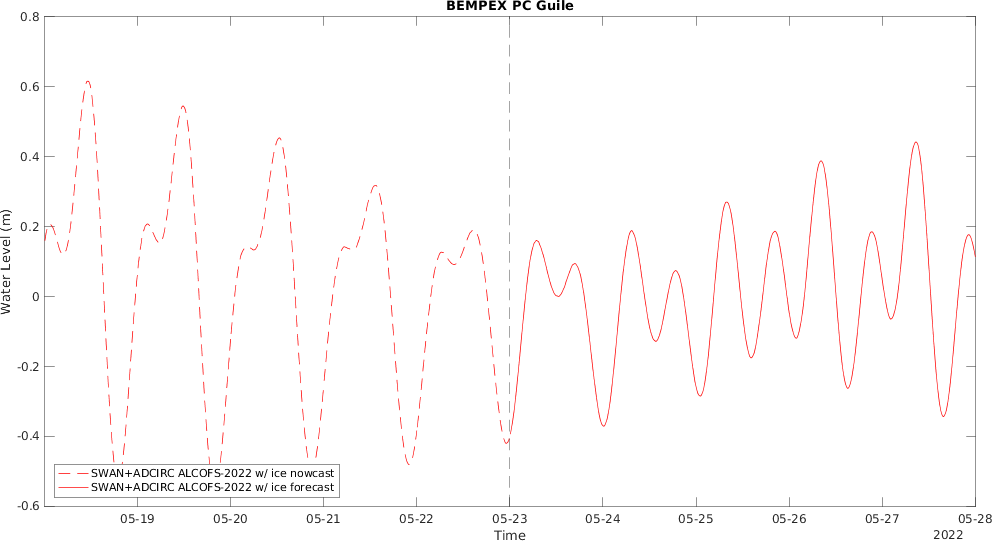 BEMPEX PC Guile
0.8
0.6
0.4
0.2
0
-0.2
-0.4
-0.6
Water Level (m)
SWAN+ADCIRC ALCOFS-2022 w/ ice nowcast
SWAN+ADCIRC ALCOFS-2022 w/ ice forecast
05-19 05-20 05-21 05-22 05-23 05-24 05-25 05-26 05-27 05-28
Time
2022